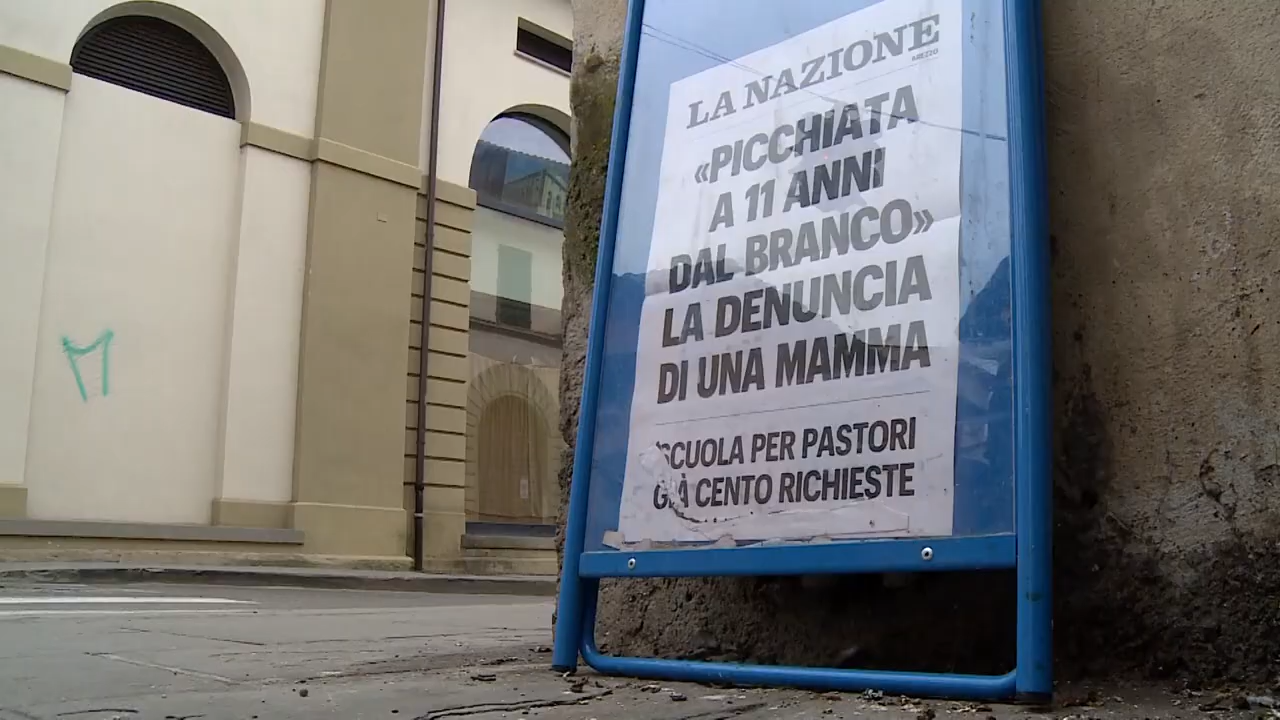 LA NAZIONE
AREZZO
«PICCHIATA
A 11 ANNI
DAL BRANCO»
LA DENUNCIA
DI UNA MAMMA
SCUOLA PER PASTORI
GIÀ CENTO RICHIESTE